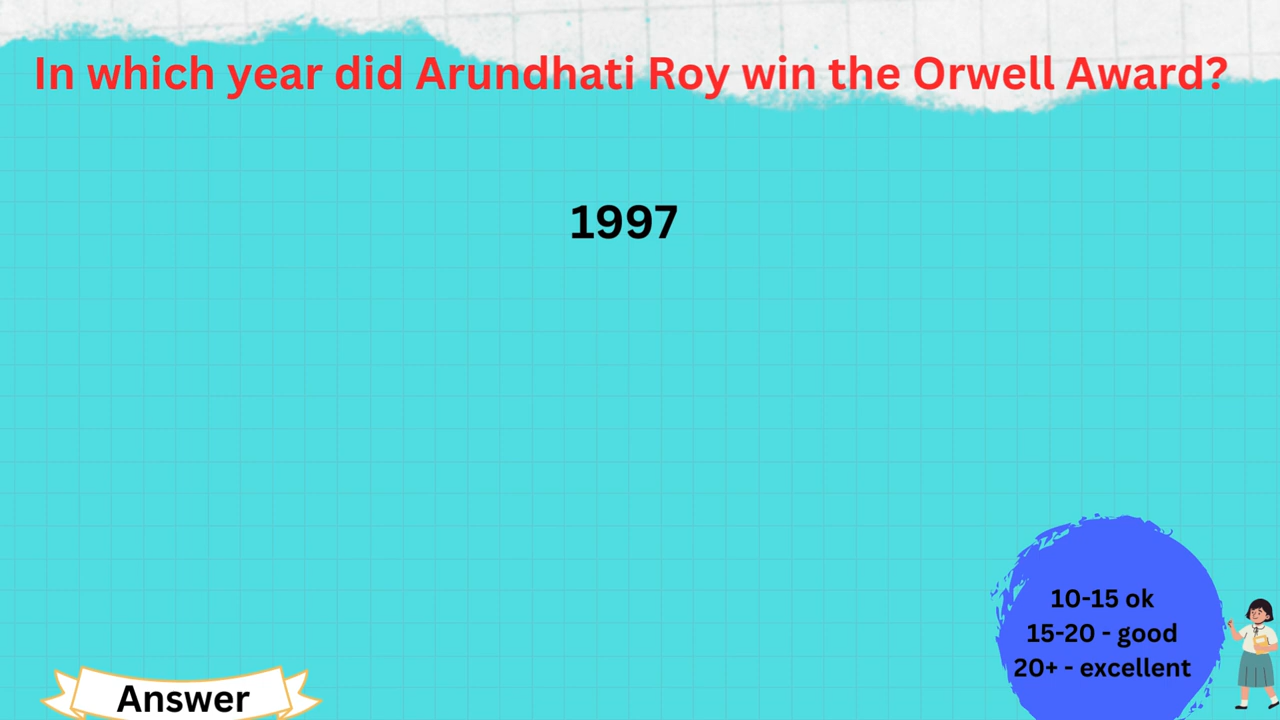 In which year did Arundhati Roy win the Orwell Award?
1997
10-15 ok
15-20 - good
20+ - excellent
Answer